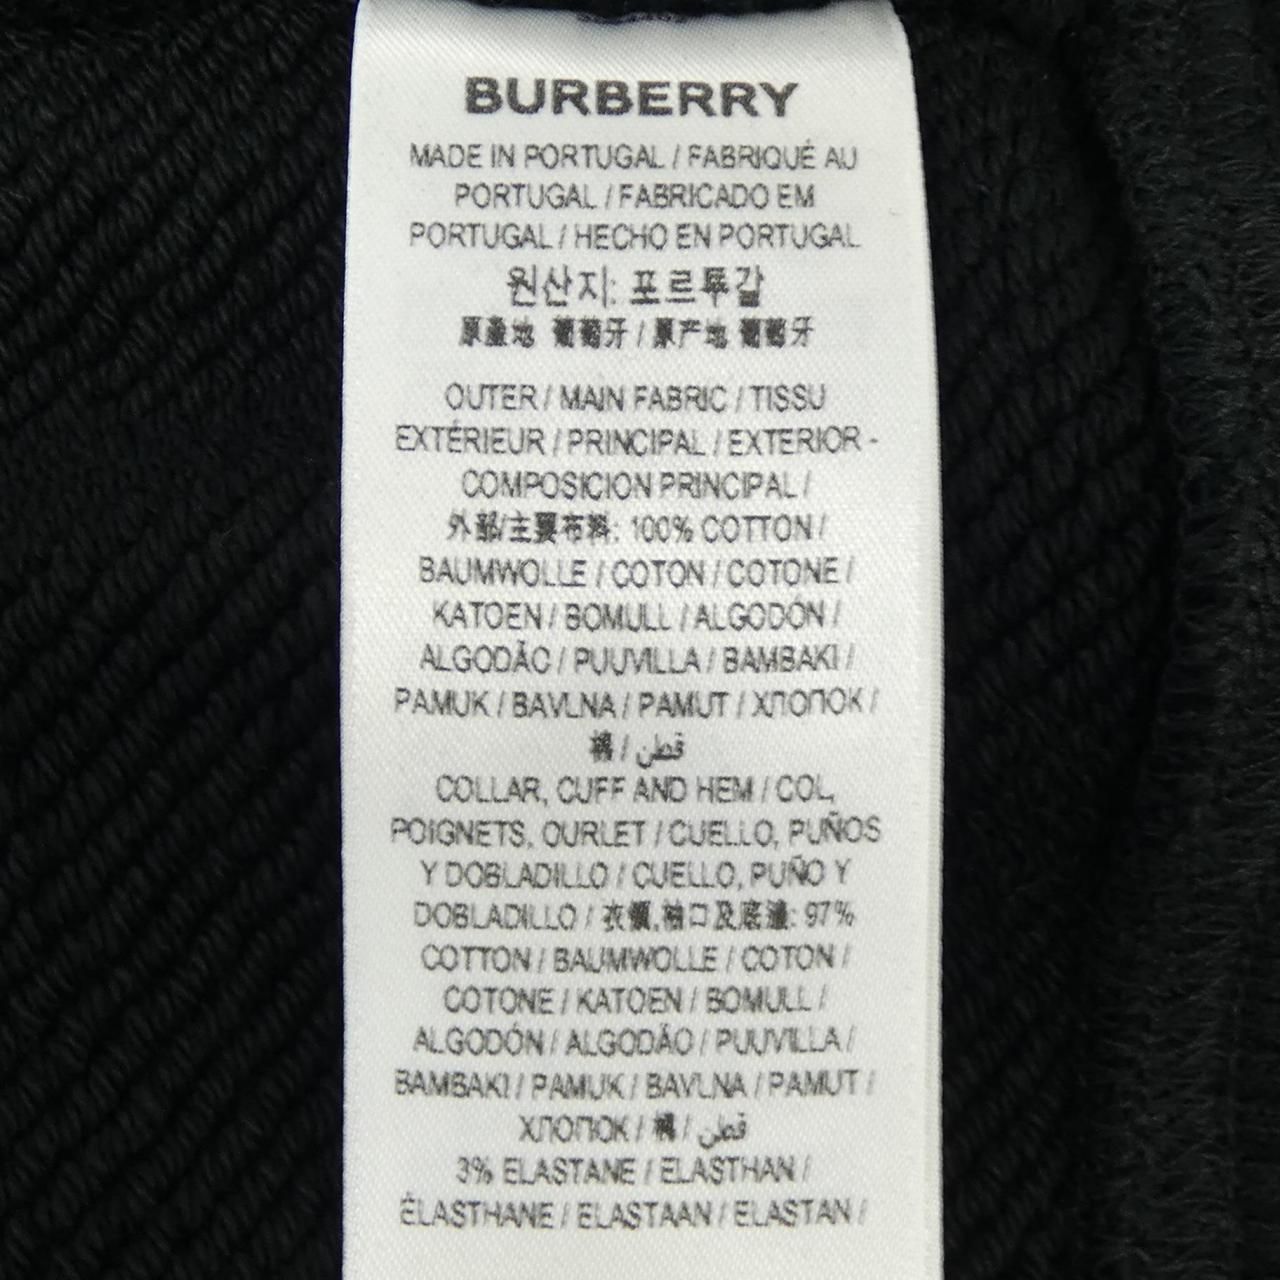 BURBERRY
MADE IN PORTUGAL / FABRIQUÉ AU
PORTUGAL / FABRICADO EM
PORTUGAL / HECHO EN PORTUGAL
원산지: 포르투갈
原產地 葡萄牙 / 原产地 葡萄牙
OUTER / MAIN FABRIC / TISSU
EXTÉRIEUR / PRINCIPAL / EXTERIOR -
COMPOSICION PRINCIPAL /
外部/主要布料: 100% COTTON /
BAUMWOLLE / COTON / COTONE /
KATOEN / BOMULL / ALGODÓN /
ALGODÃO / PUUVILLA / BAMBAKI /
PAMUK / BAVLNA / PAMUT / ХЛОПОК /
棉 / قطن
COLLAR, CUFF AND HEM / COL,
POIGNETS, OURLET / CUELLO, PUÑOS
Y DOBLADILLO / CUELLO, PUÑO Y
DOBLADILLO / 衣領,袖口及底邊: 97%
COTTON / BAUMWOLLE / COTON /
COTONE / KATOEN / BOMULL /
ALGODÓN / ALGODÃO / PUUVILLA /
BAMBAKI / PAMUK / BAVLNA / PAMUT /
ХЛОПОК / 棉 / قطن
3% ELASTANE / ELASTHAN /
ÉLASTHANE / ELASTAAN / ELASTAN /